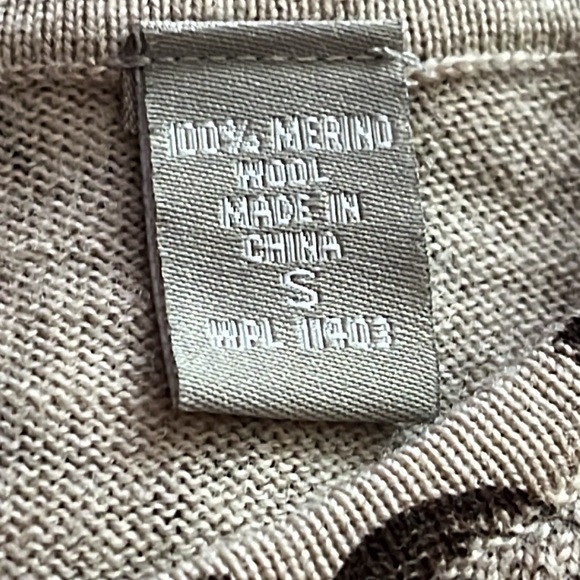 100% MERINO
WOOL
MADE IN
CHINA
S
WPL 11403